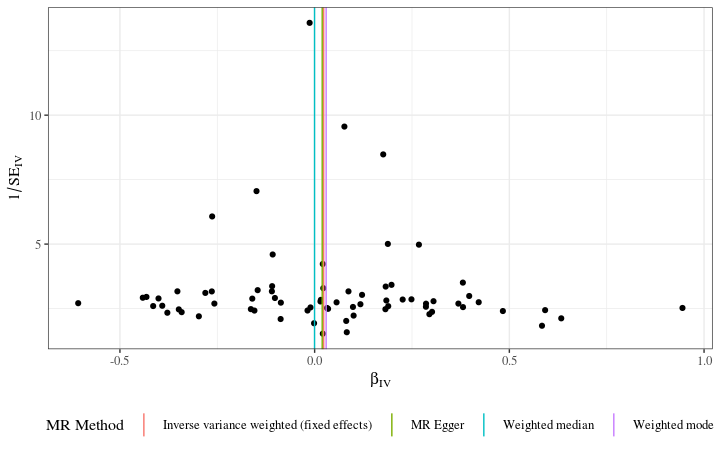 10
5
1/SE_IV
-0.5 0.0 0.5 1.0
β_IV
MR Method Inverse variance weighted (fixed effects) MR Egger Weighted median Weighted mode